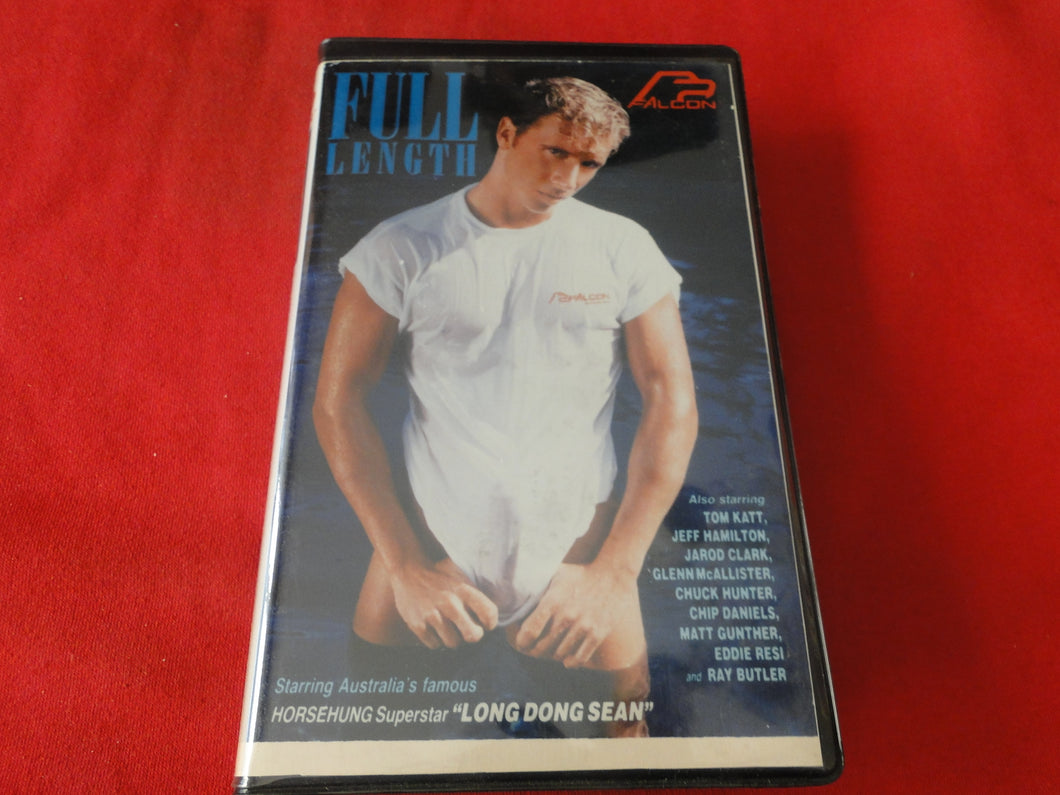 FULL
LENGTH
FALCON
FALCON
Also starring
TOM KATT,
JEFF HAMILTON,
JAROD CLARK,
GLENN McALLISTER,
CHUCK HUNTER,
CHIP DANIELS,
MATT GUNTHER,
EDDIE RESI
and RAY BUTLER
Starring Australia's famous
HORSEHUNG Superstar "LONG DONG SEAN"